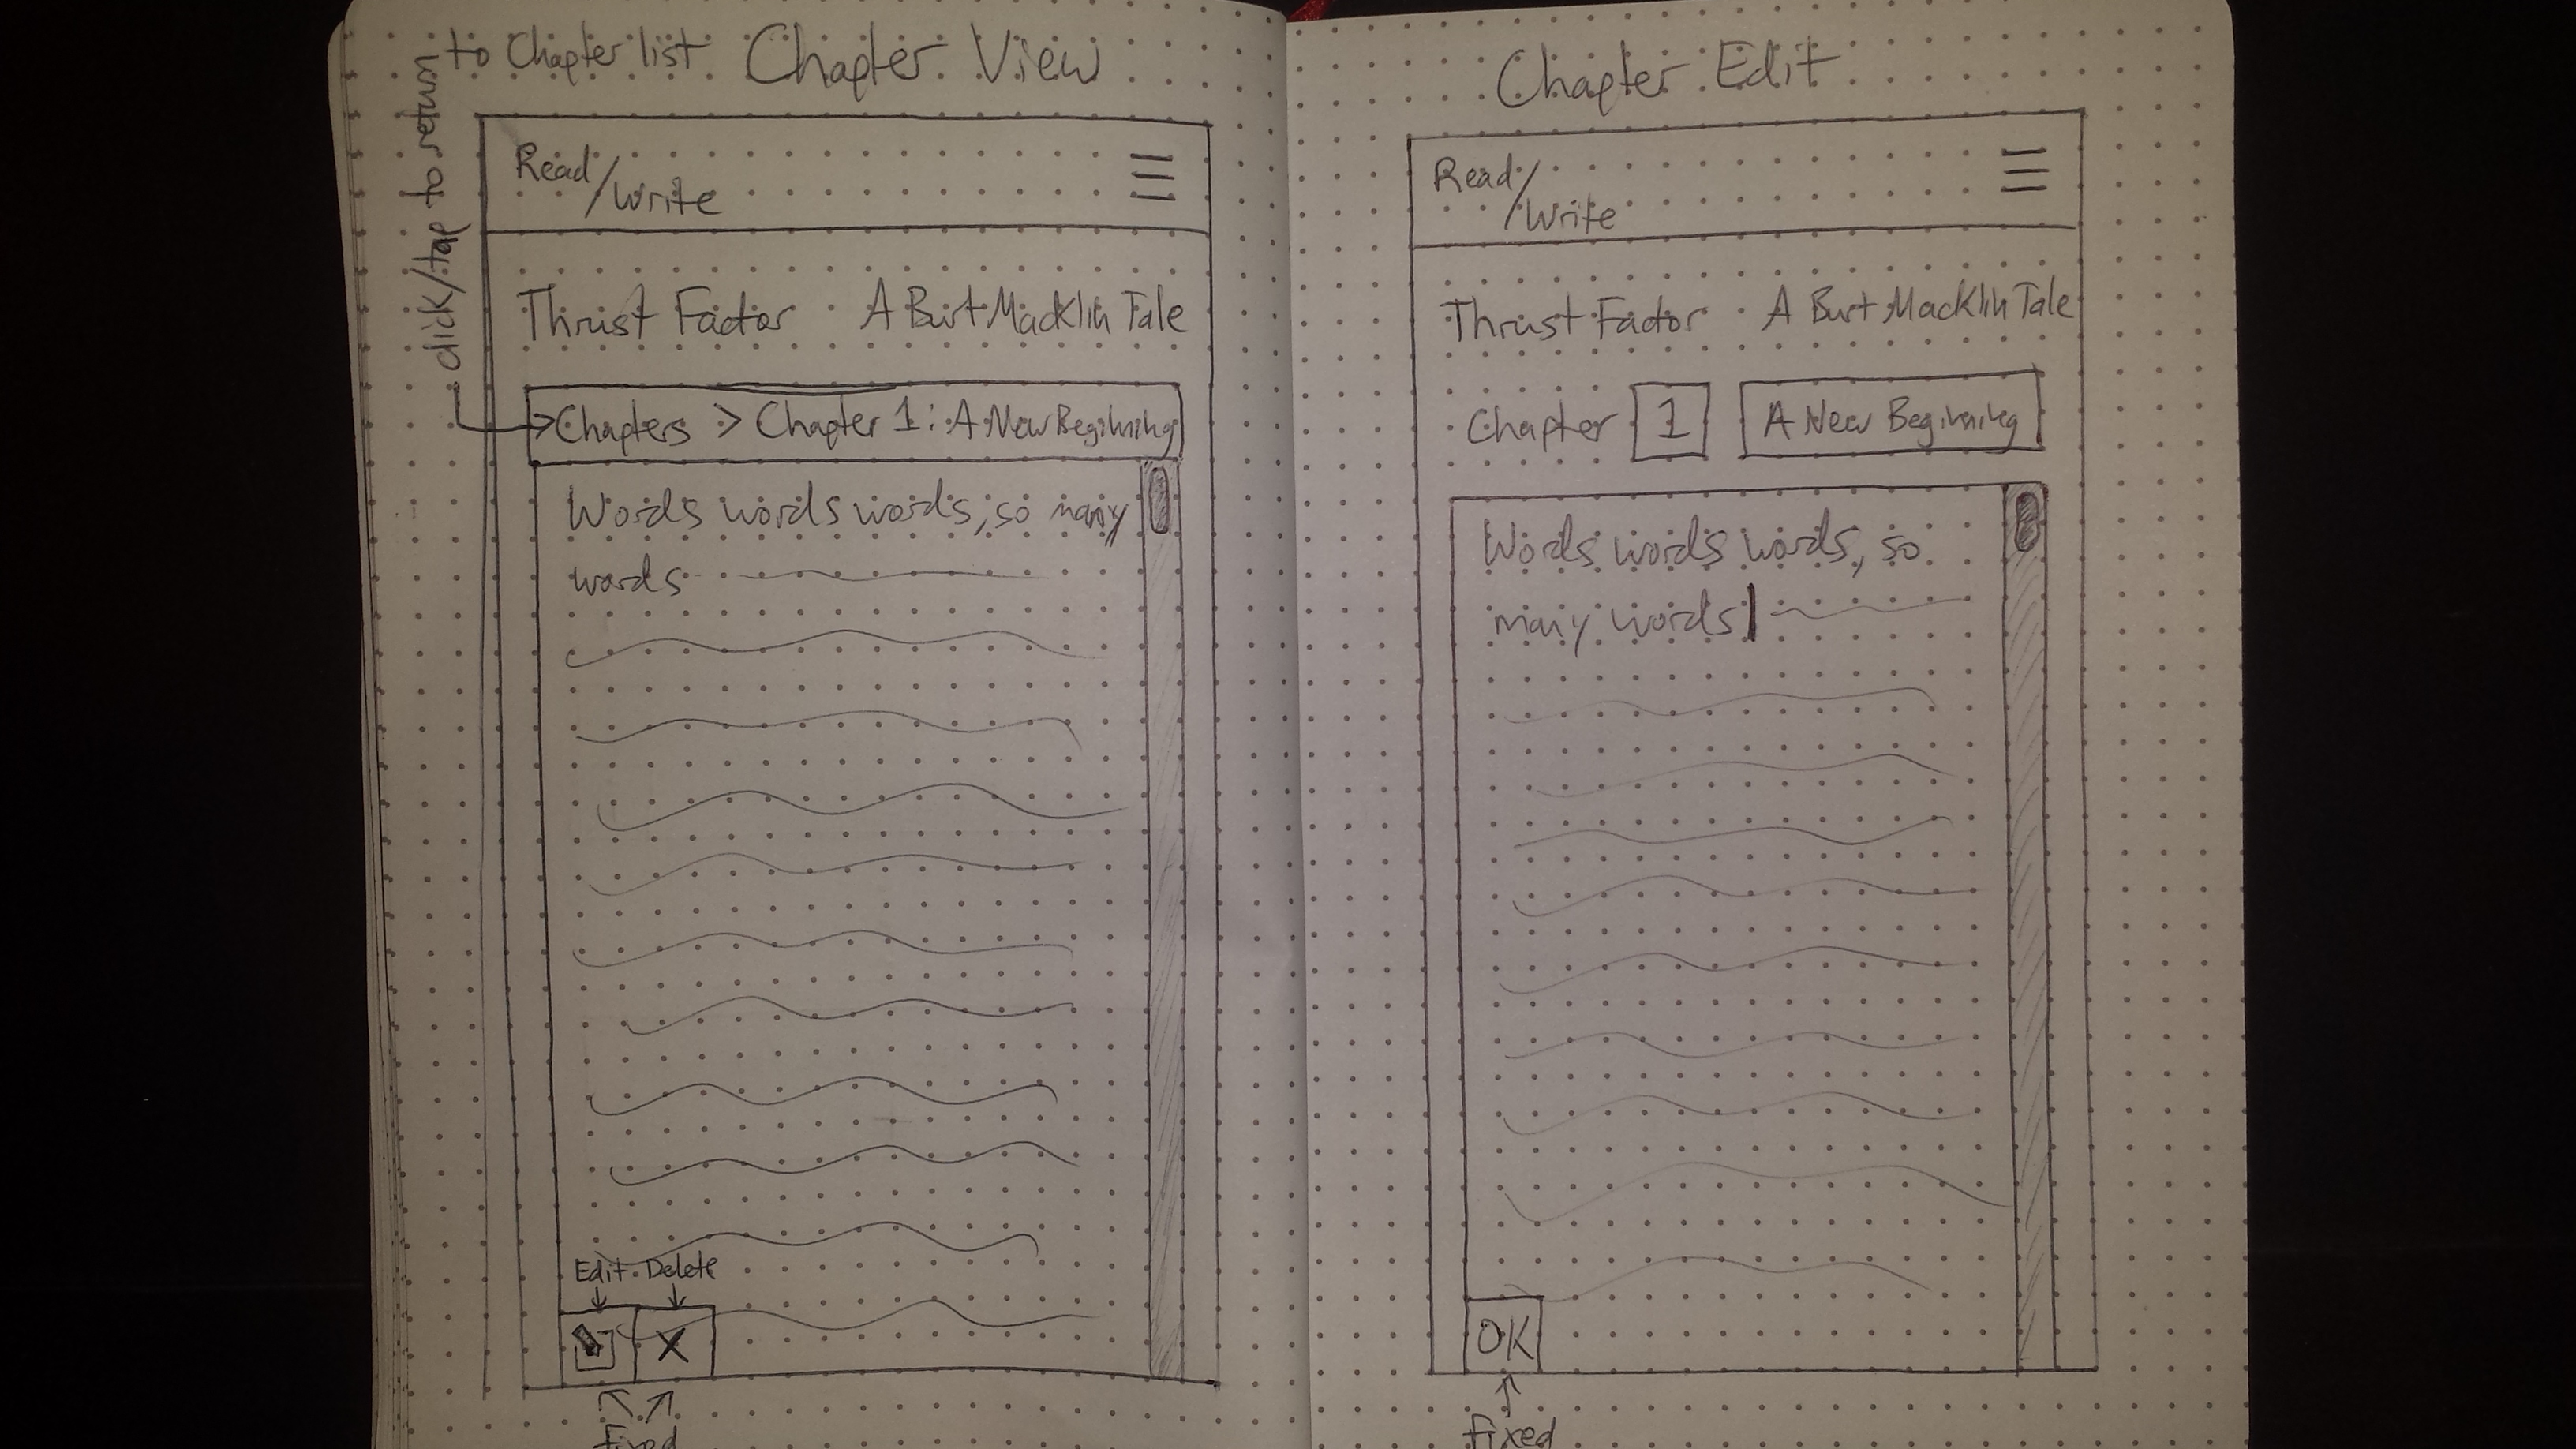 Chapter View
click/tap to return
to Chapter list
Read
/Write
Thrust Factor A Burt Macklin Tale
Chapters > Chapter 1: A New Beginning
Words words words, so many
words
Edit Delete
X
fixed
Chapter Edit
Read
/Write
Thrust Factor A Burt Macklin Tale
Chapter 1 A New Beginning
Words words words, so
many words|
OK
fixed